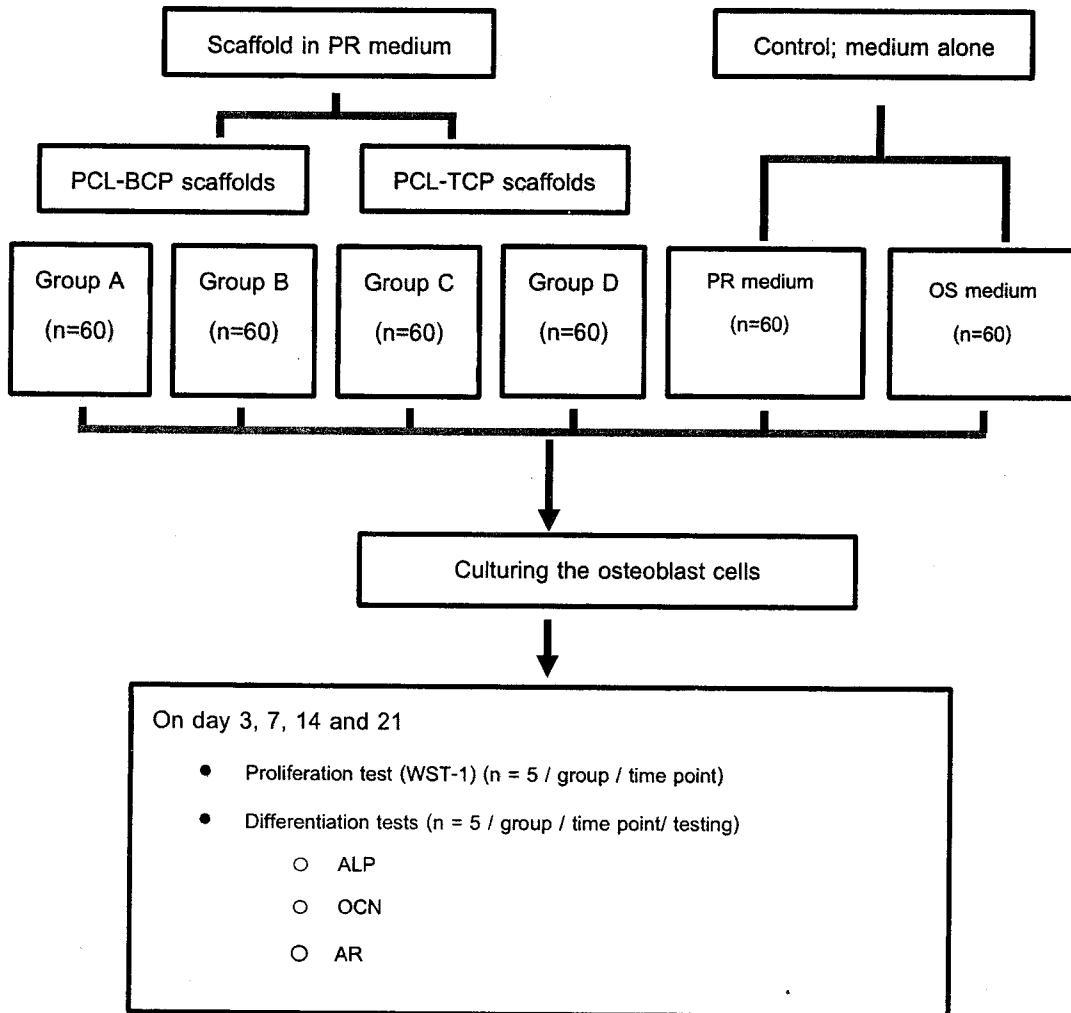 Scaffold in PR medium
Control; medium alone
PCL-BCP scaffolds
PCL-TCP scaffolds
Group A
(n=60)
Group B
(n=60)
Group C
(n=60)
Group D
(n=60)
PR medium
(n=60)
OS medium
(n=60)
Culturing the osteoblast cells
On day 3, 7, 14 and 21
● Proliferation test (WST-1) (n = 5 / group / time point)
● Differentiation tests (n = 5 / group / time point/ testing)
○ ALP
○ OCN
○ AR